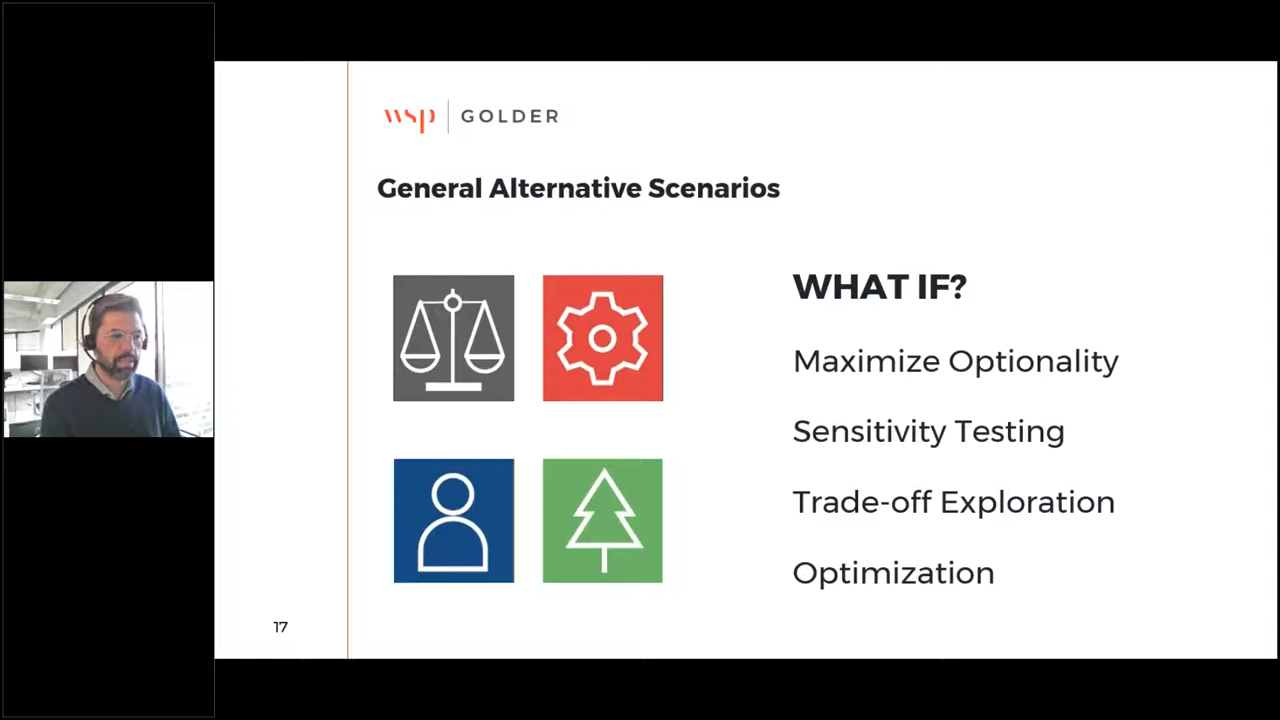 wsp | GOLDER
General Alternative Scenarios
WHAT IF?
Maximize Optionality
Sensitivity Testing
Trade-off Exploration
Optimization
17